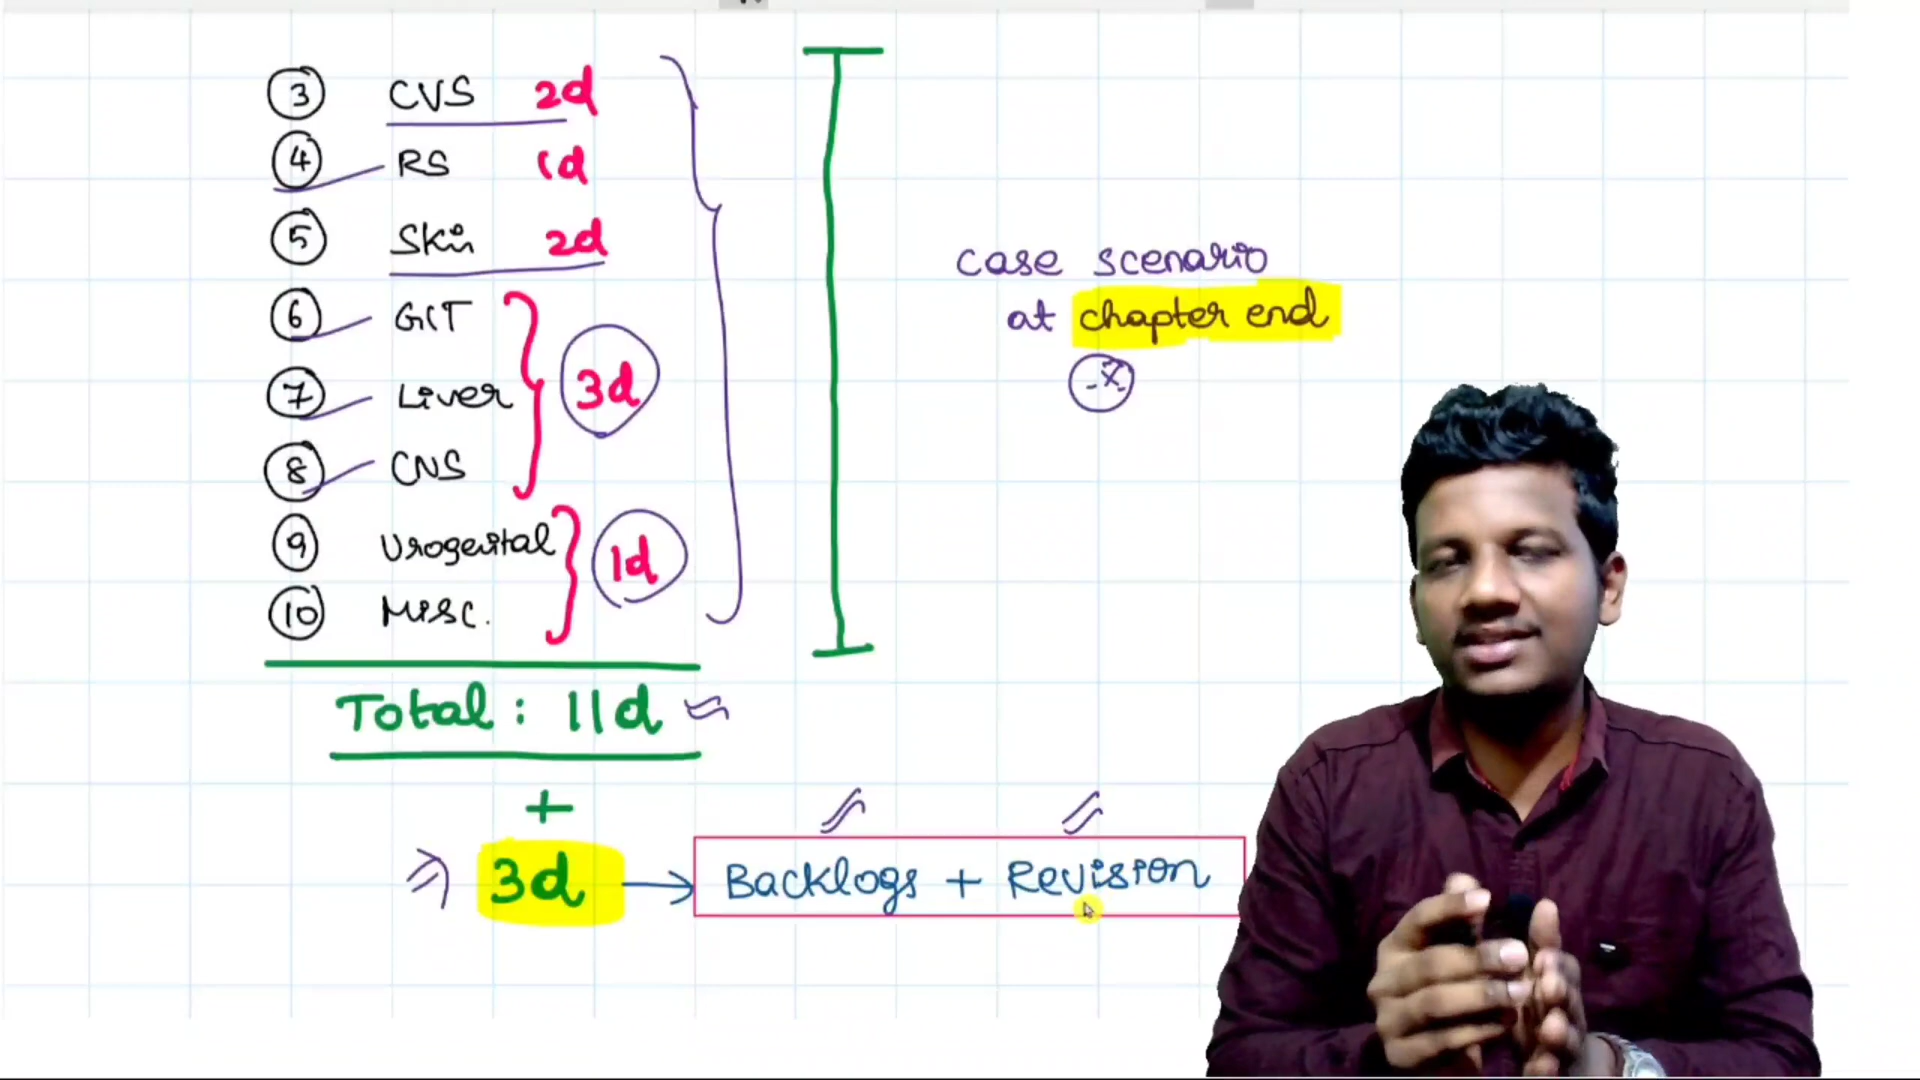 3 CVS 2d
4 RS 1d
5 Skin 2d
6 GIT
7 Liver 3d
8 CNS
9 Urogenital 1d
10 Misc.
Total : 11d
+
3d → Backlogs + Revision
case scenario
at chapter end